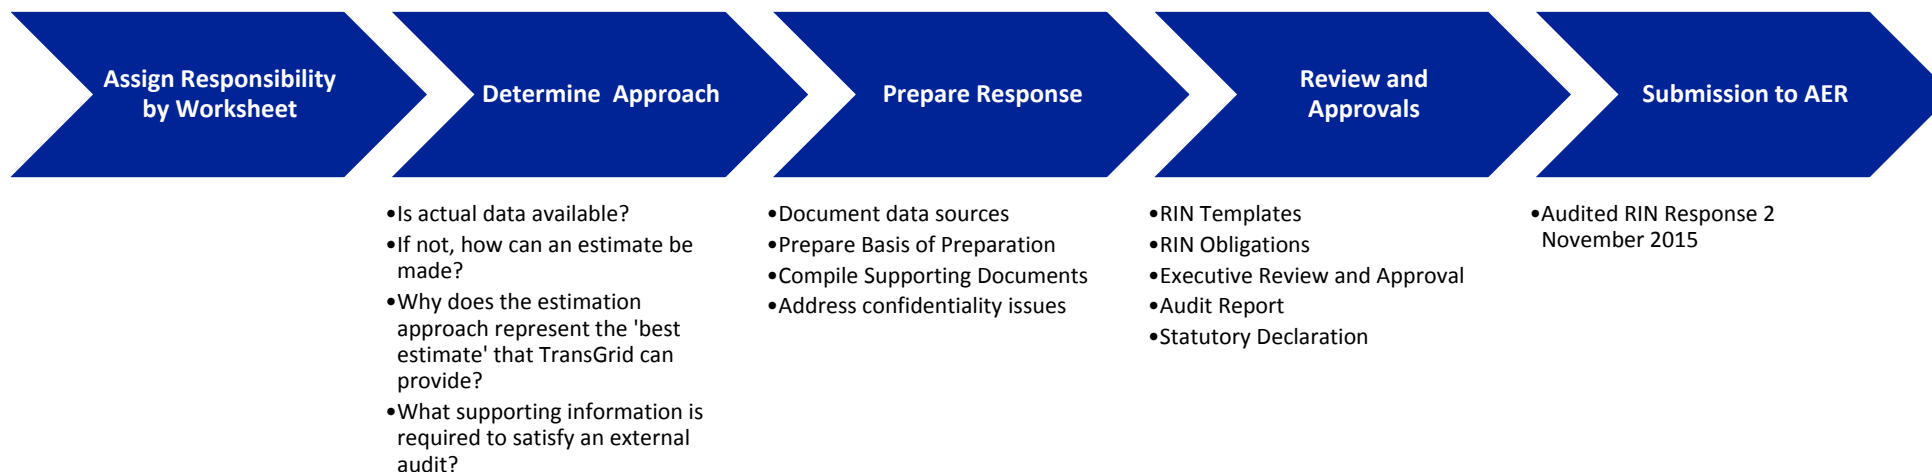 Assign Responsibility
by Worksheet
Determine Approach
Prepare Response
Review and
Approvals
Submission to AER
•Is actual data available?
•If not, how can an estimate be
made?
•Why does the estimation
approach represent the 'best
estimate' that TransGrid can
provide?
•What supporting information is
required to satisfy an external
audit?
•Document data sources
•Prepare Basis of Preparation
•Compile Supporting Documents
•Address confidentiality issues
•RIN Templates
•RIN Obligations
•Executive Review and Approval
•Audit Report
•Statutory Declaration
•Audited RIN Response 2
November 2015